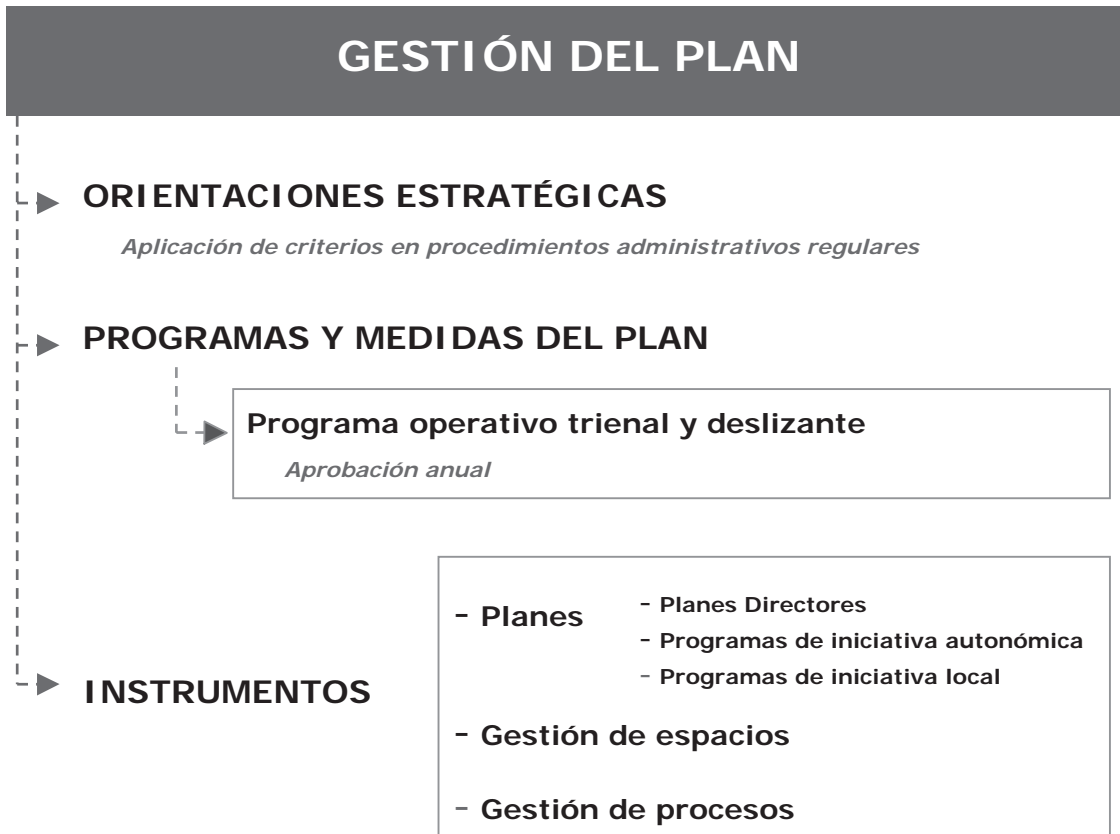 GESTIÓN DEL PLAN
ORIENTACIONES ESTRATÉGICAS
Aplicación de criterios en procedimientos administrativos regulares
PROGRAMAS Y MEDIDAS DEL PLAN
Programa operativo trienal y deslizante
Aprobación anual
INSTRUMENTOS
- Planes
- Planes Directores
- Programas de iniciativa autonómica
- Programas de iniciativa local
- Gestión de espacios
- Gestión de procesos